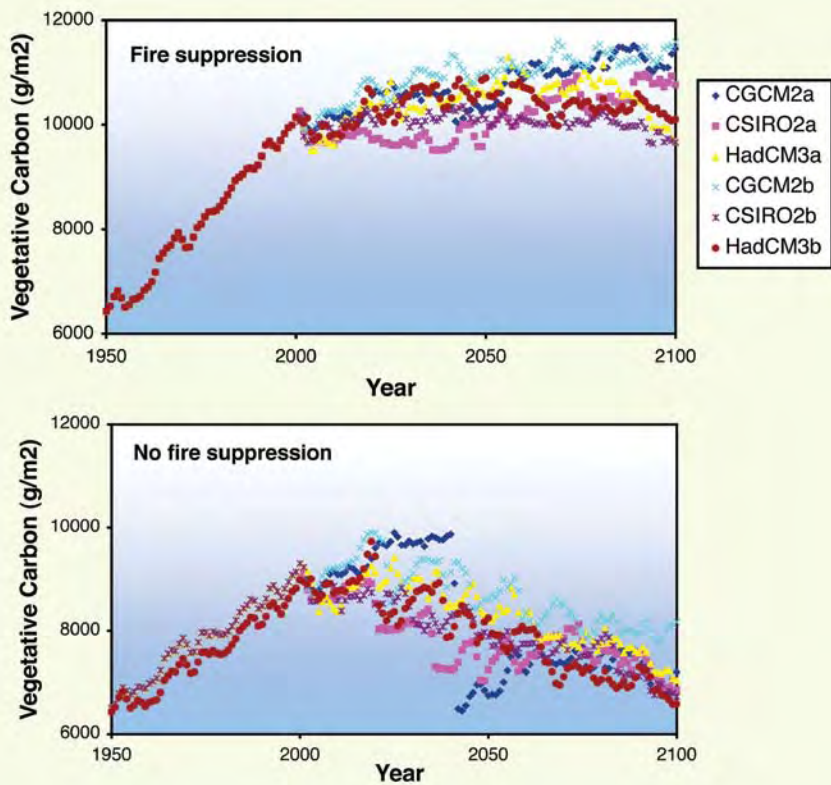 12000
Fire suppression
10000
8000
6000
Vegetative Carbon (g/m2)
1950
2000
2050
2100
Year
CGCM2a
CSIRO2a
HadCM3a
CGCM2b
CSIRO2b
HadCM3b
12000
No fire suppression
10000
8000
6000
Vegetative Carbon (g/m2)
1950
2000
2050
2100
Year